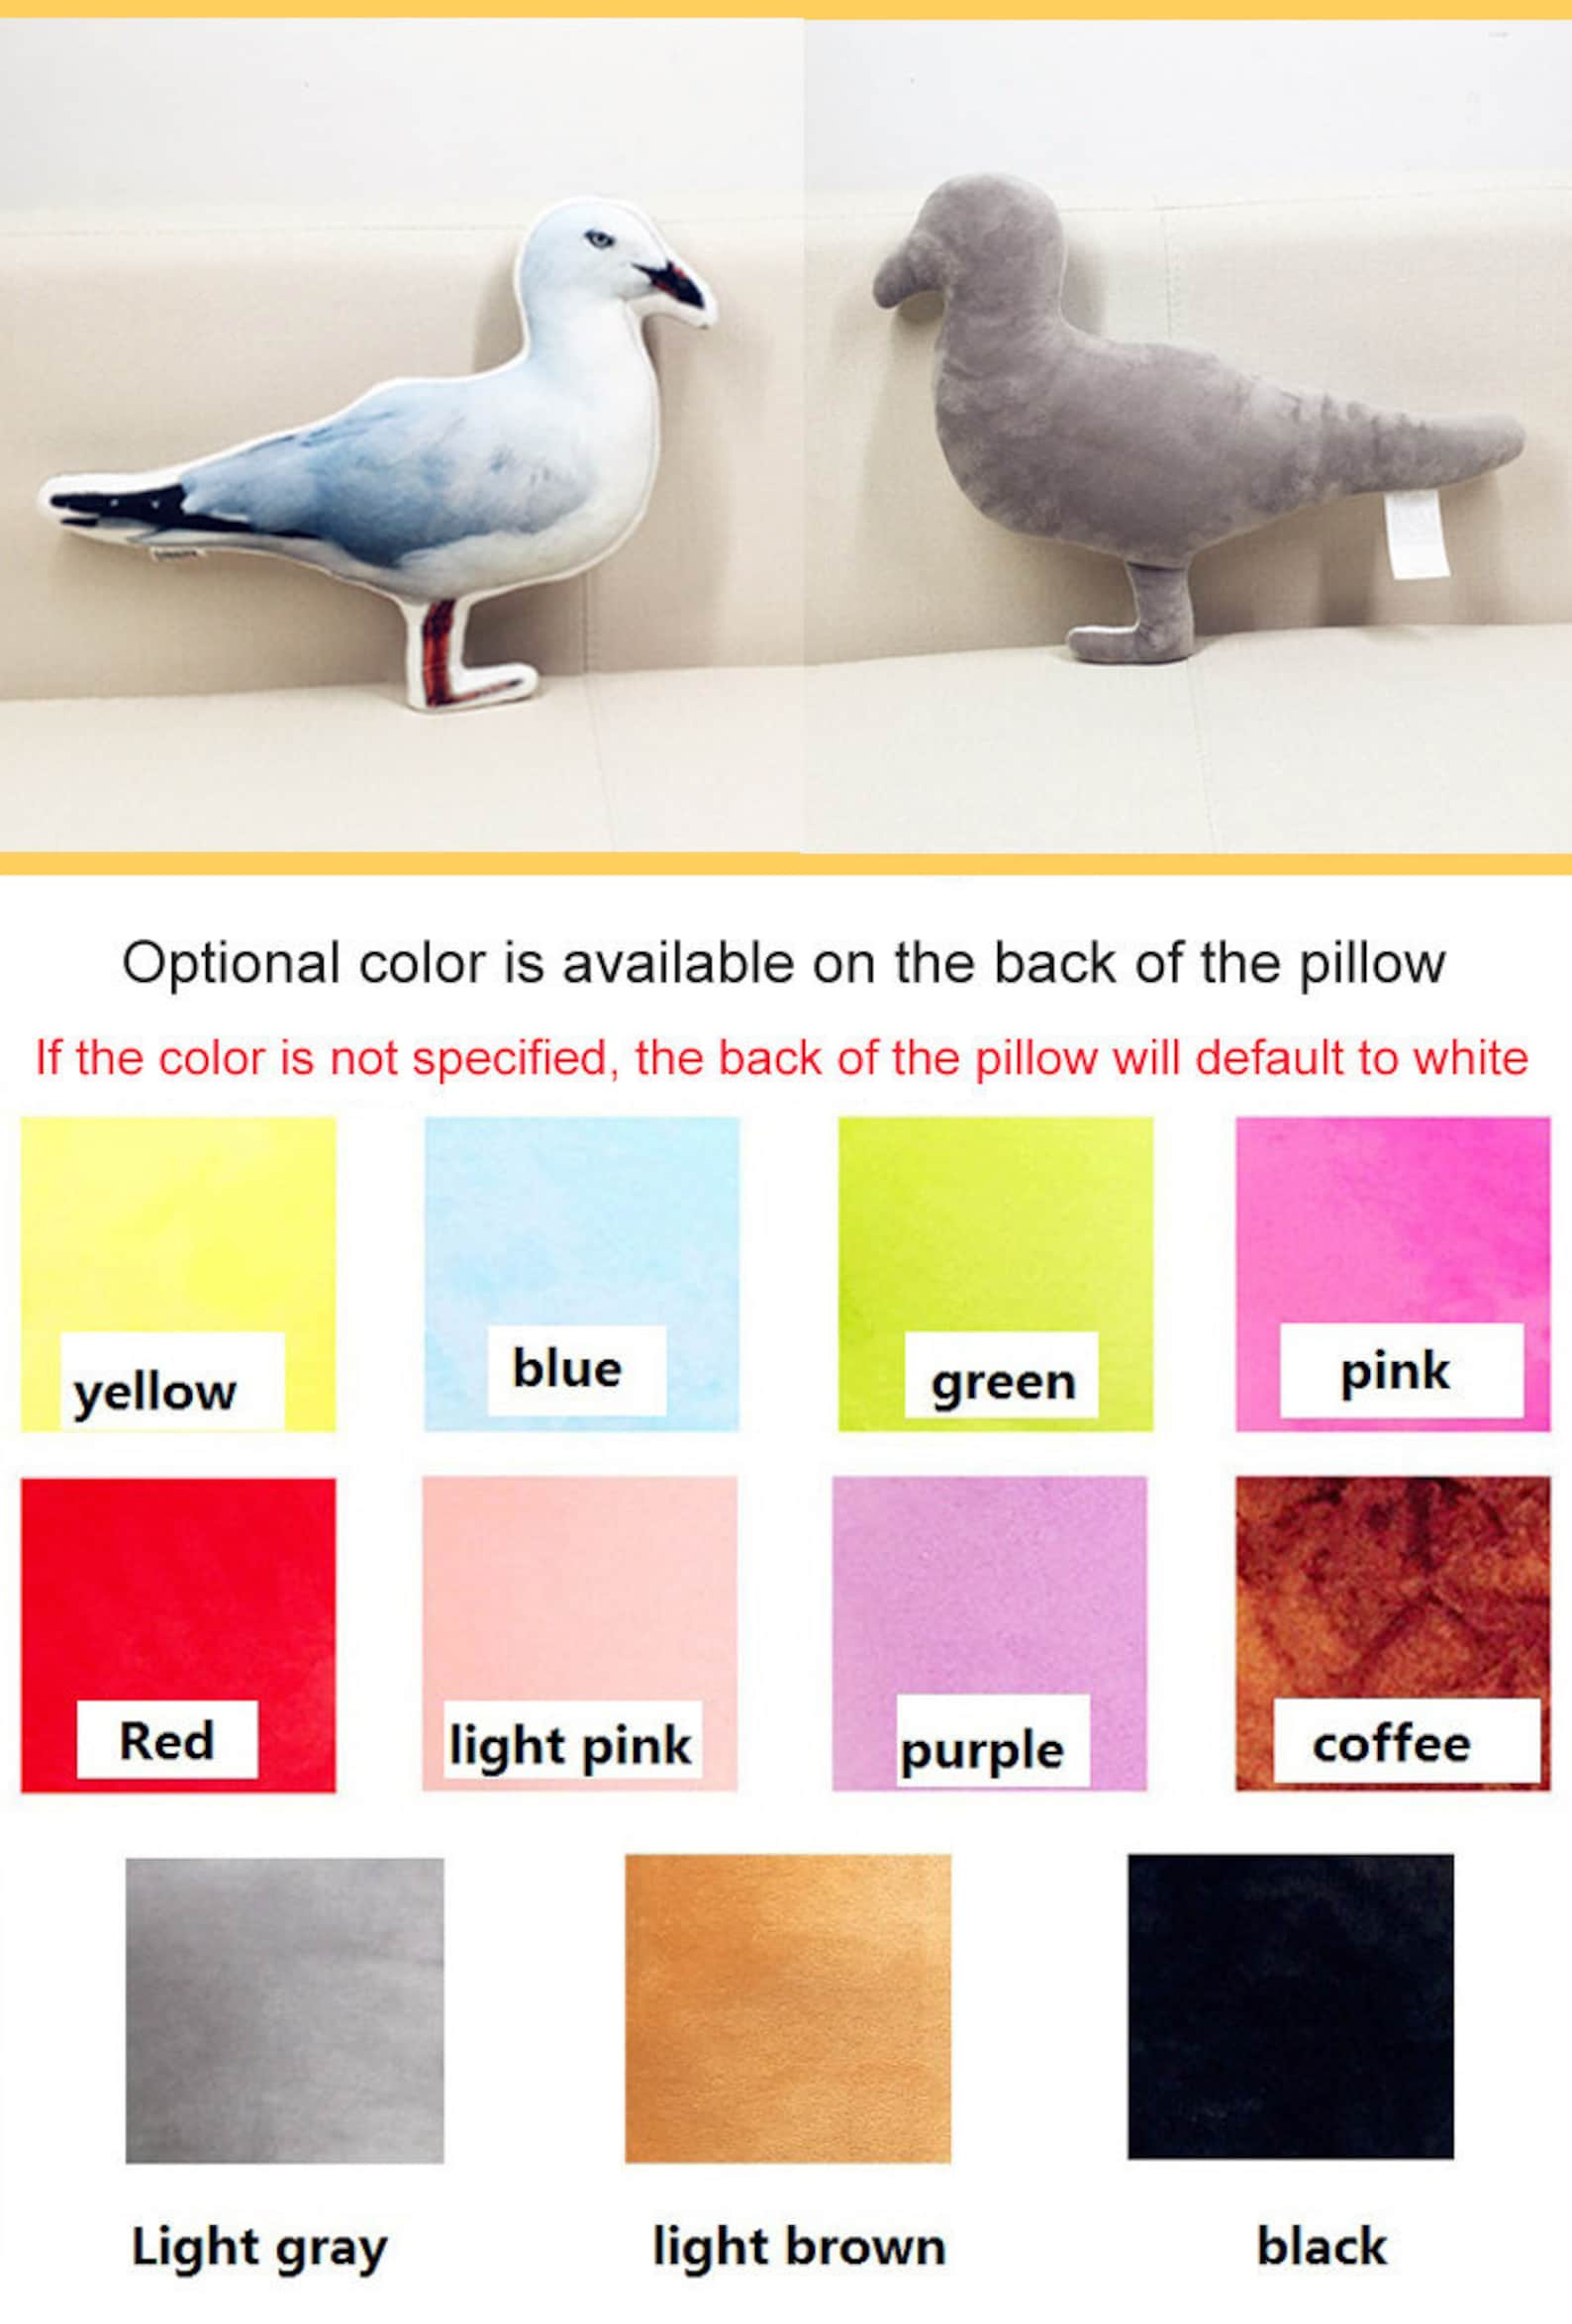 Optional color is available on the back of the pillow
If the color is not specified, the back of the pillow will default to white
yellow
blue
green
pink
Red
light pink
purple
coffee
Light gray
light brown
black